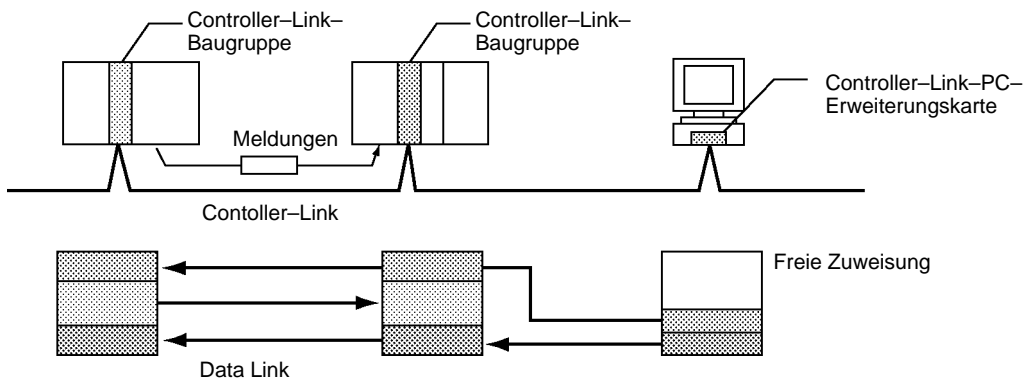 Controller–Link–
Baugruppe
Controller–Link–
Baugruppe
Controller–Link–PC–
Erweiterungskarte
Meldungen
Contoller–Link
Freie Zuweisung
Data Link